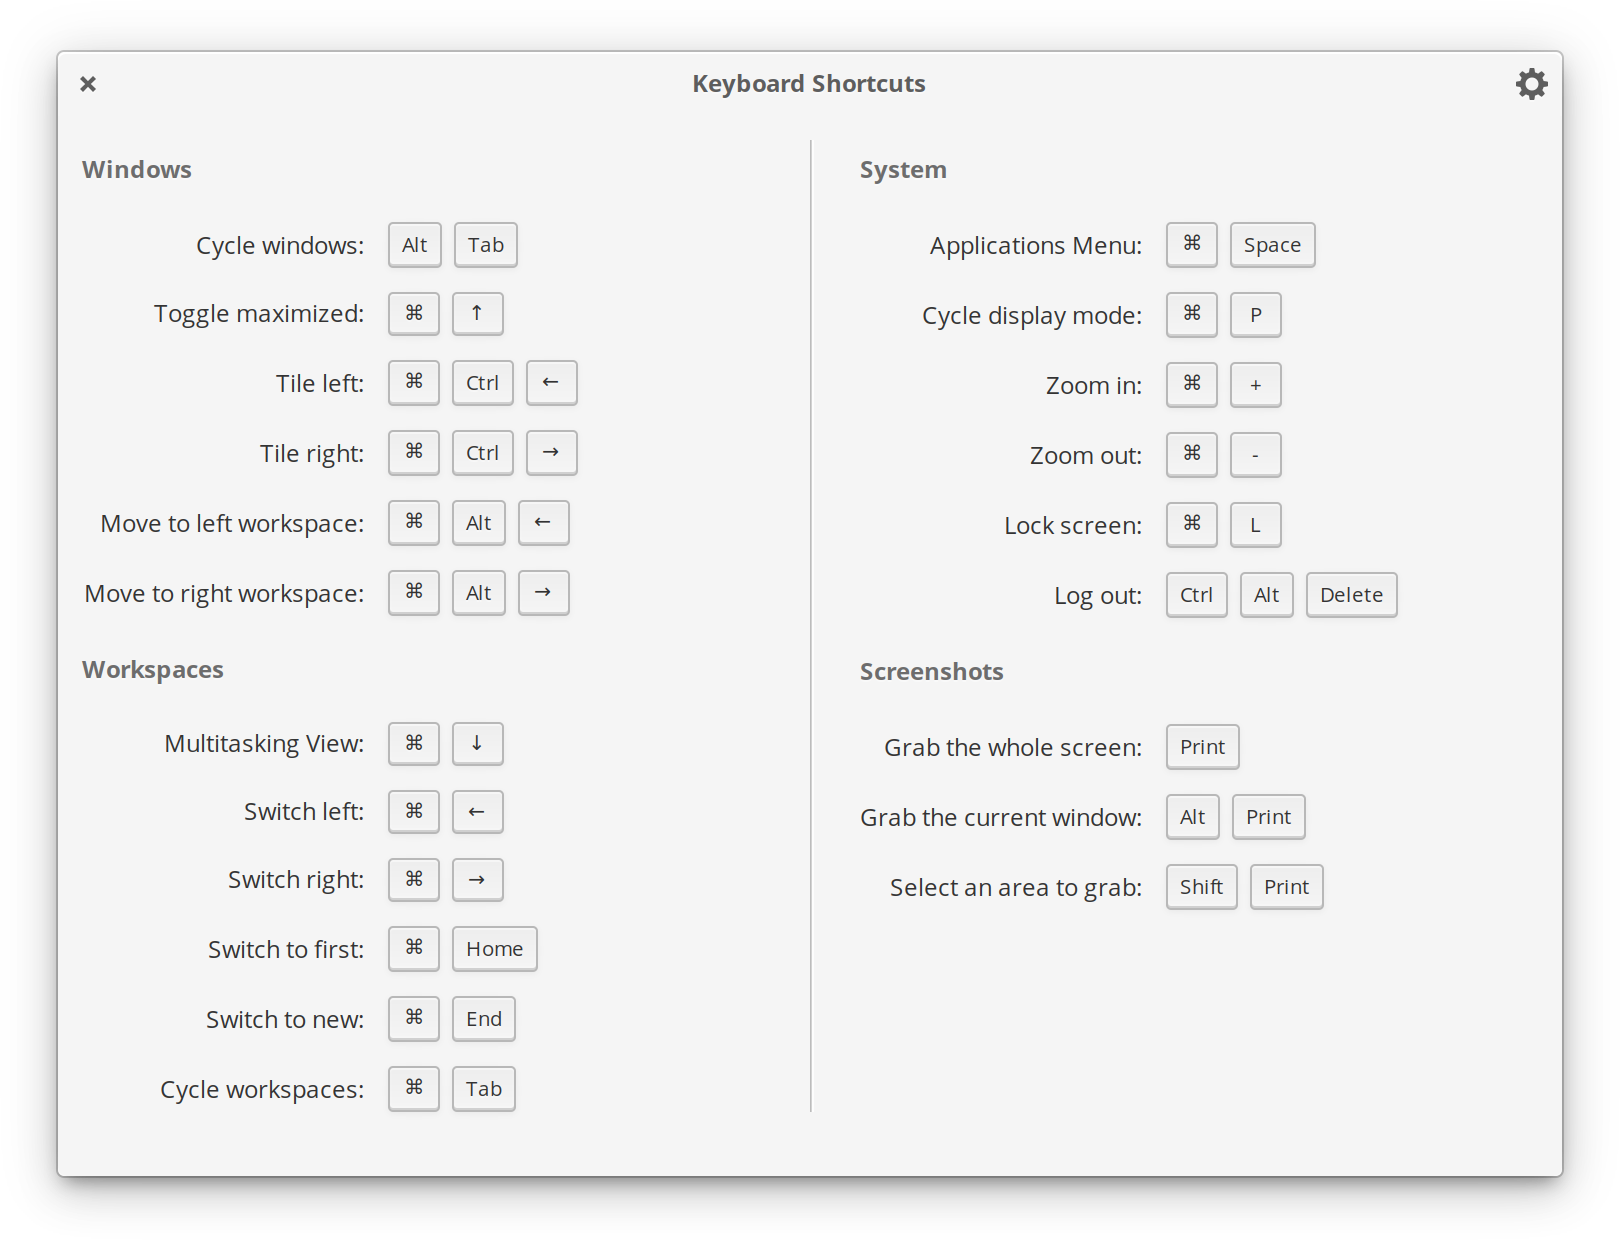 Keyboard Shortcuts
Windows
Cycle windows: Alt Tab
Toggle maximized: ⌘ ↑
Tile left: ⌘ Ctrl ←
Tile right: ⌘ Ctrl →
Move to left workspace: ⌘ Alt ←
Move to right workspace: ⌘ Alt →
Workspaces
Multitasking View: ⌘ ↓
Switch left: ⌘ ←
Switch right: ⌘ →
Switch to first: ⌘ Home
Switch to new: ⌘ End
Cycle workspaces: ⌘ Tab
System
Applications Menu: ⌘ Space
Cycle display mode: ⌘ P
Zoom in: ⌘ +
Zoom out: ⌘ -
Lock screen: ⌘ L
Log out: Ctrl Alt Delete
Screenshots
Grab the whole screen: Print
Grab the current window: Alt Print
Select an area to grab: Shift Print